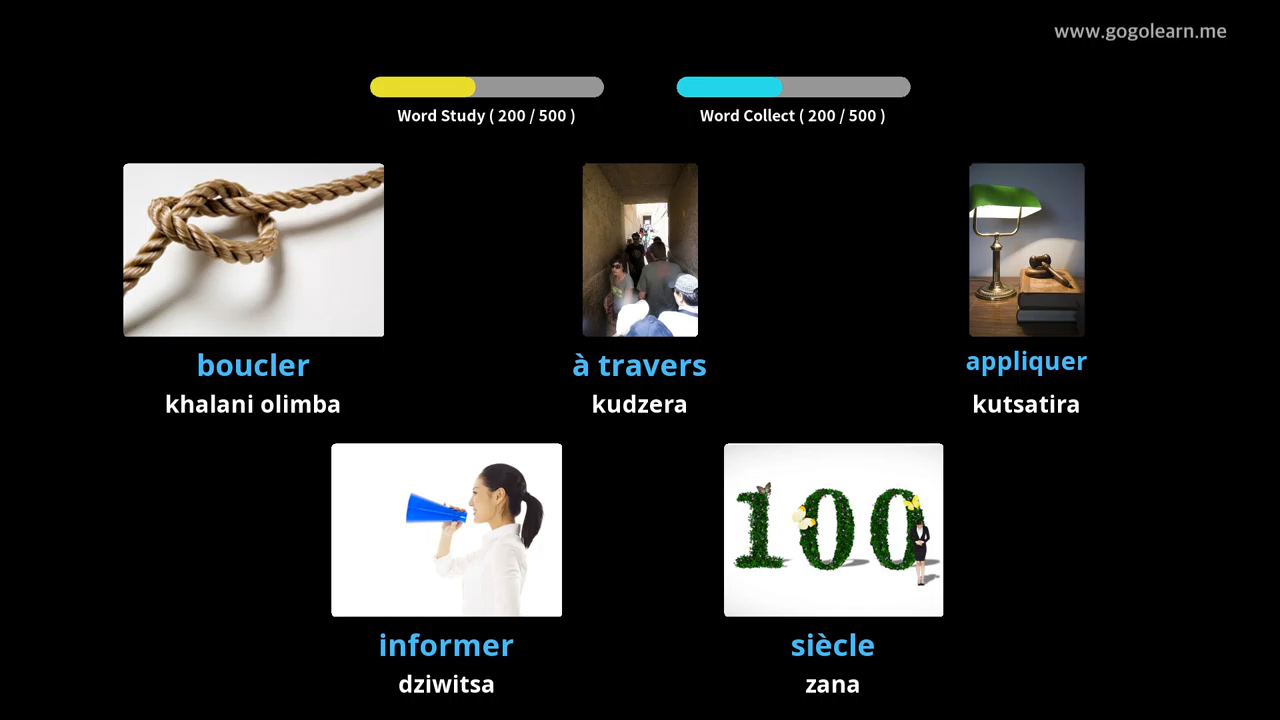 www.gogolearn.me
Word Study ( 200 / 500 )
Word Collect ( 200 / 500 )
boucler
khalani olimba
à travers
kudzera
appliquer
kutsatira
informer
dziwitsa
siècle
zana
100